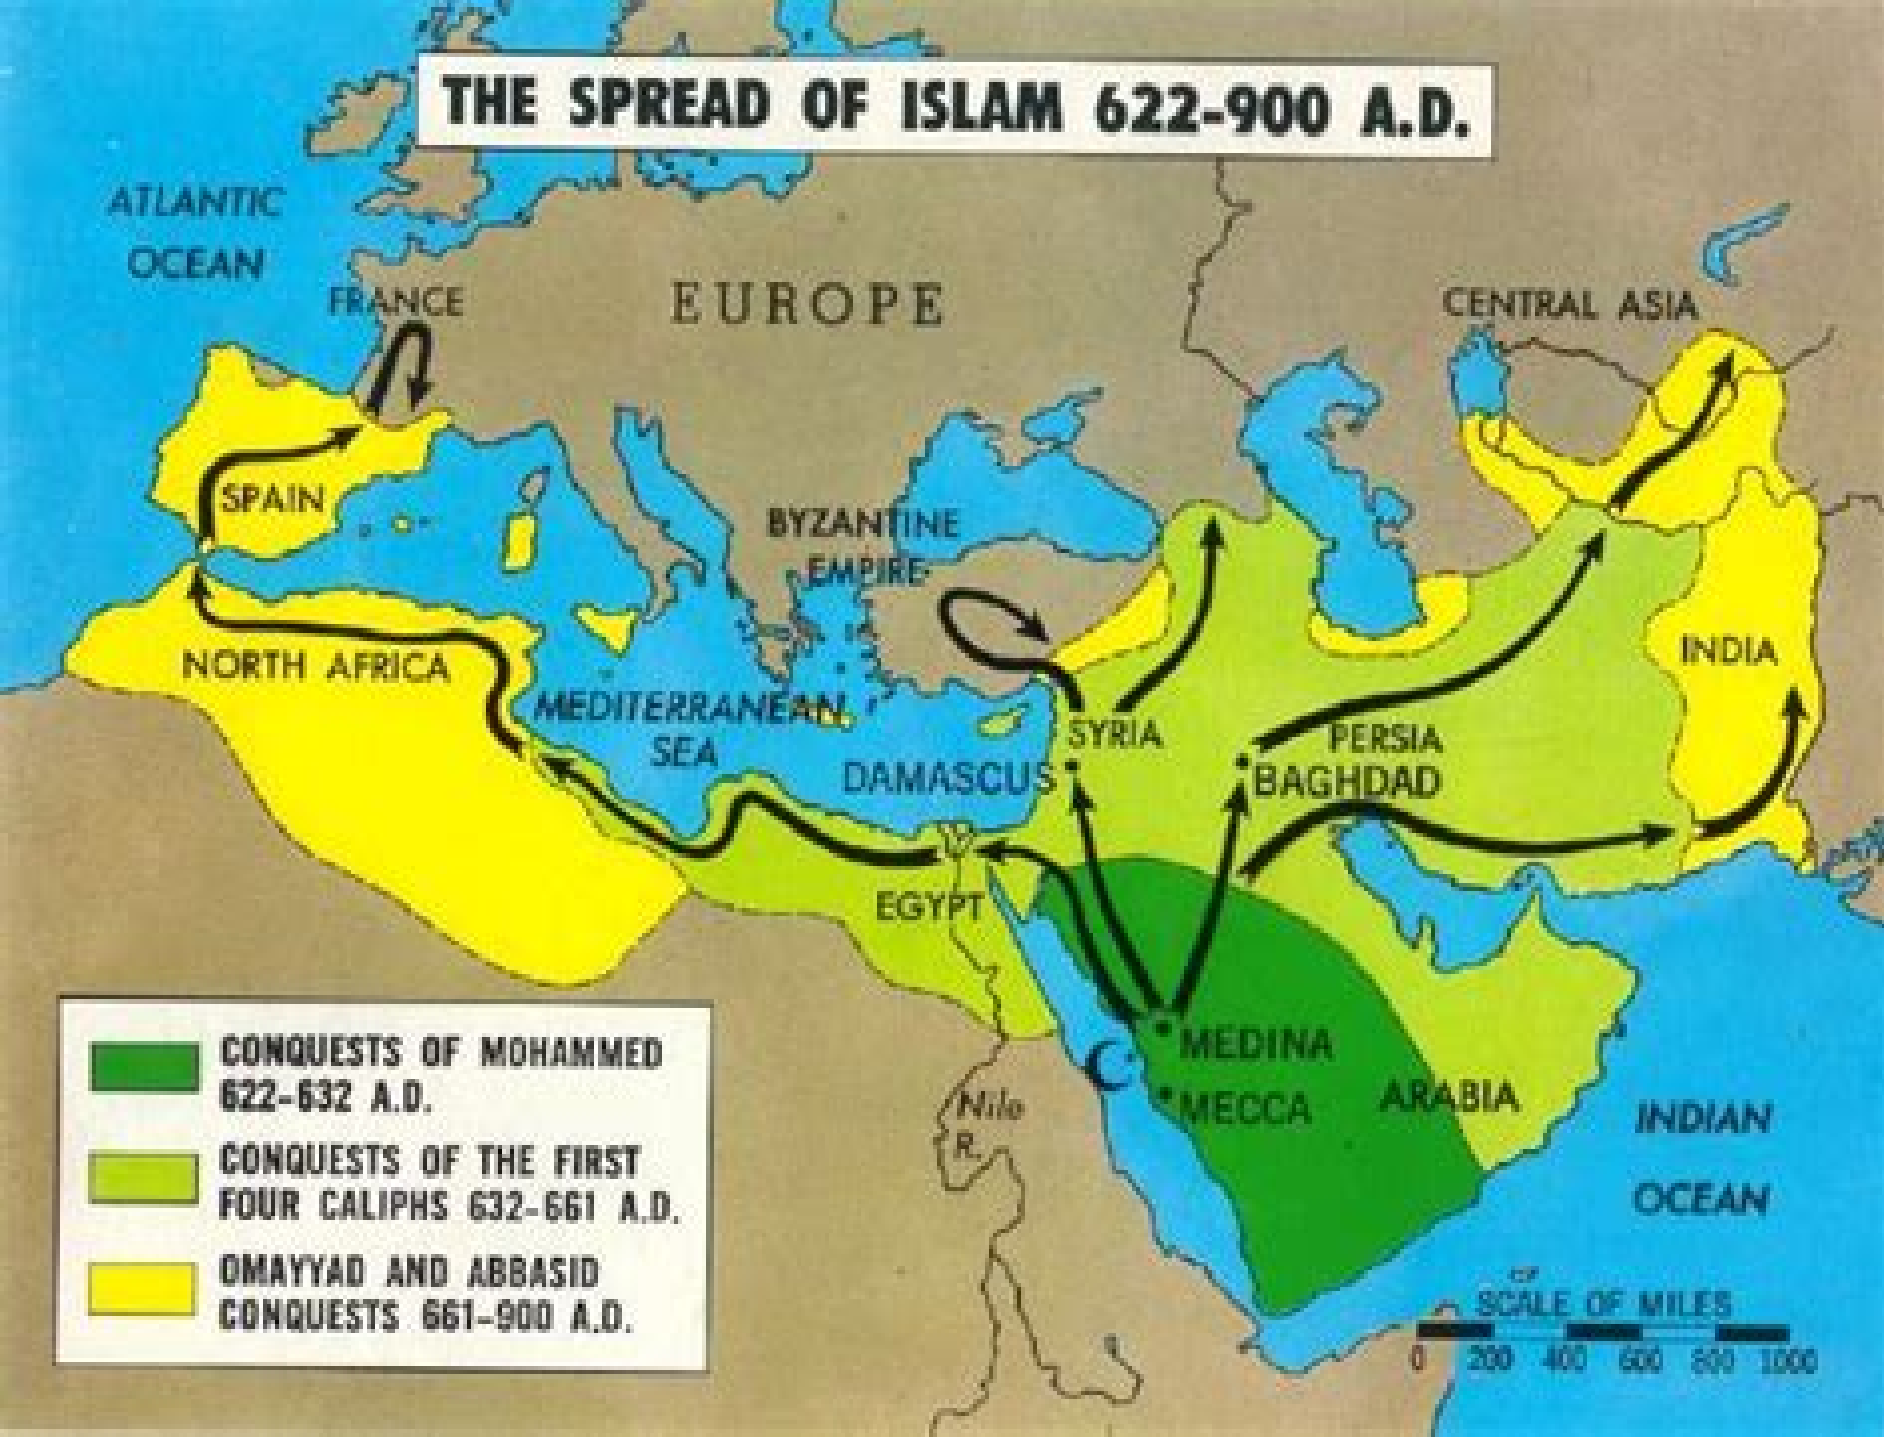 THE SPREAD OF ISLAM 622-900 A.D.
ATLANTIC
OCEAN
FRANCE
EUROPE
CENTRAL ASIA
SPAIN
BYZANTINE
EMPIRE
NORTH AFRICA
INDIA
MEDITERRANEAN
SEA
SYRIA
PERSIA
DAMASCUS
BAGHDAD
EGYPT
MEDINA
MECCA
ARABIA
Nile
R.
INDIAN
OCEAN
CONQUESTS OF MOHAMMED
622-632 A.D.
CONQUESTS OF THE FIRST
FOUR CALIPHS 632-661 A.D.
OMAYYAD AND ABBASID
CONQUESTS 661-900 A.D.
SCALE OF MILES
0 200 400 600 800 1000